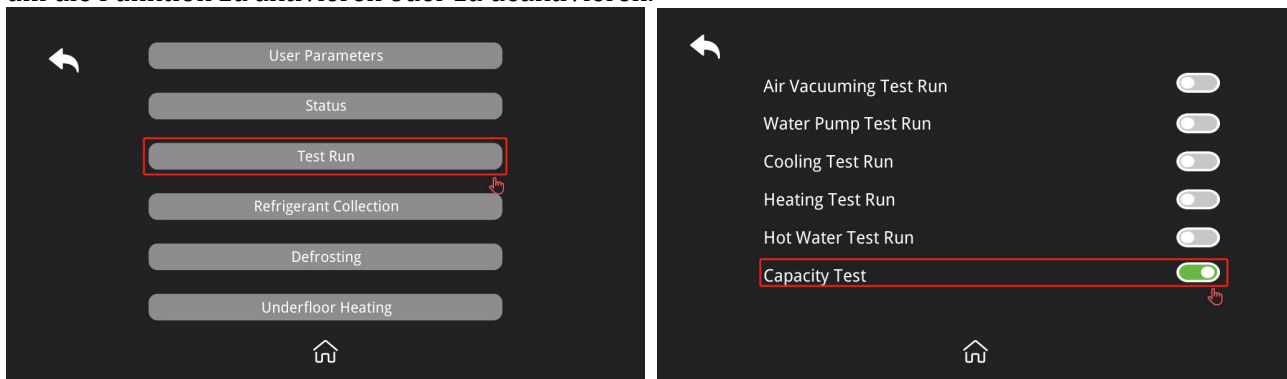 um die Funktion zu aktivieren oder zu deaktivieren.
User Parameters
Status
Test Run
Refrigerant Collection
Defrosting
Underfloor Heating
Air Vacuuming Test Run
Water Pump Test Run
Cooling Test Run
Heating Test Run
Hot Water Test Run
Capacity Test